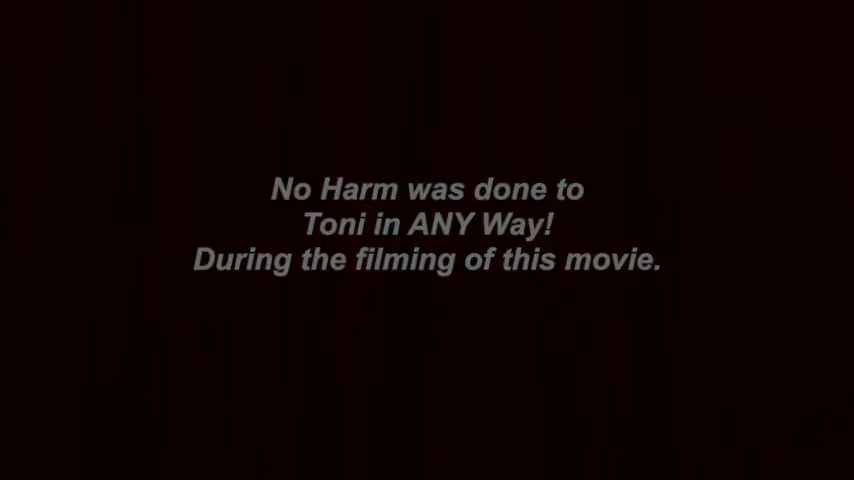 No Harm was done to
Toni in ANY Way!
During the filming of this movie.